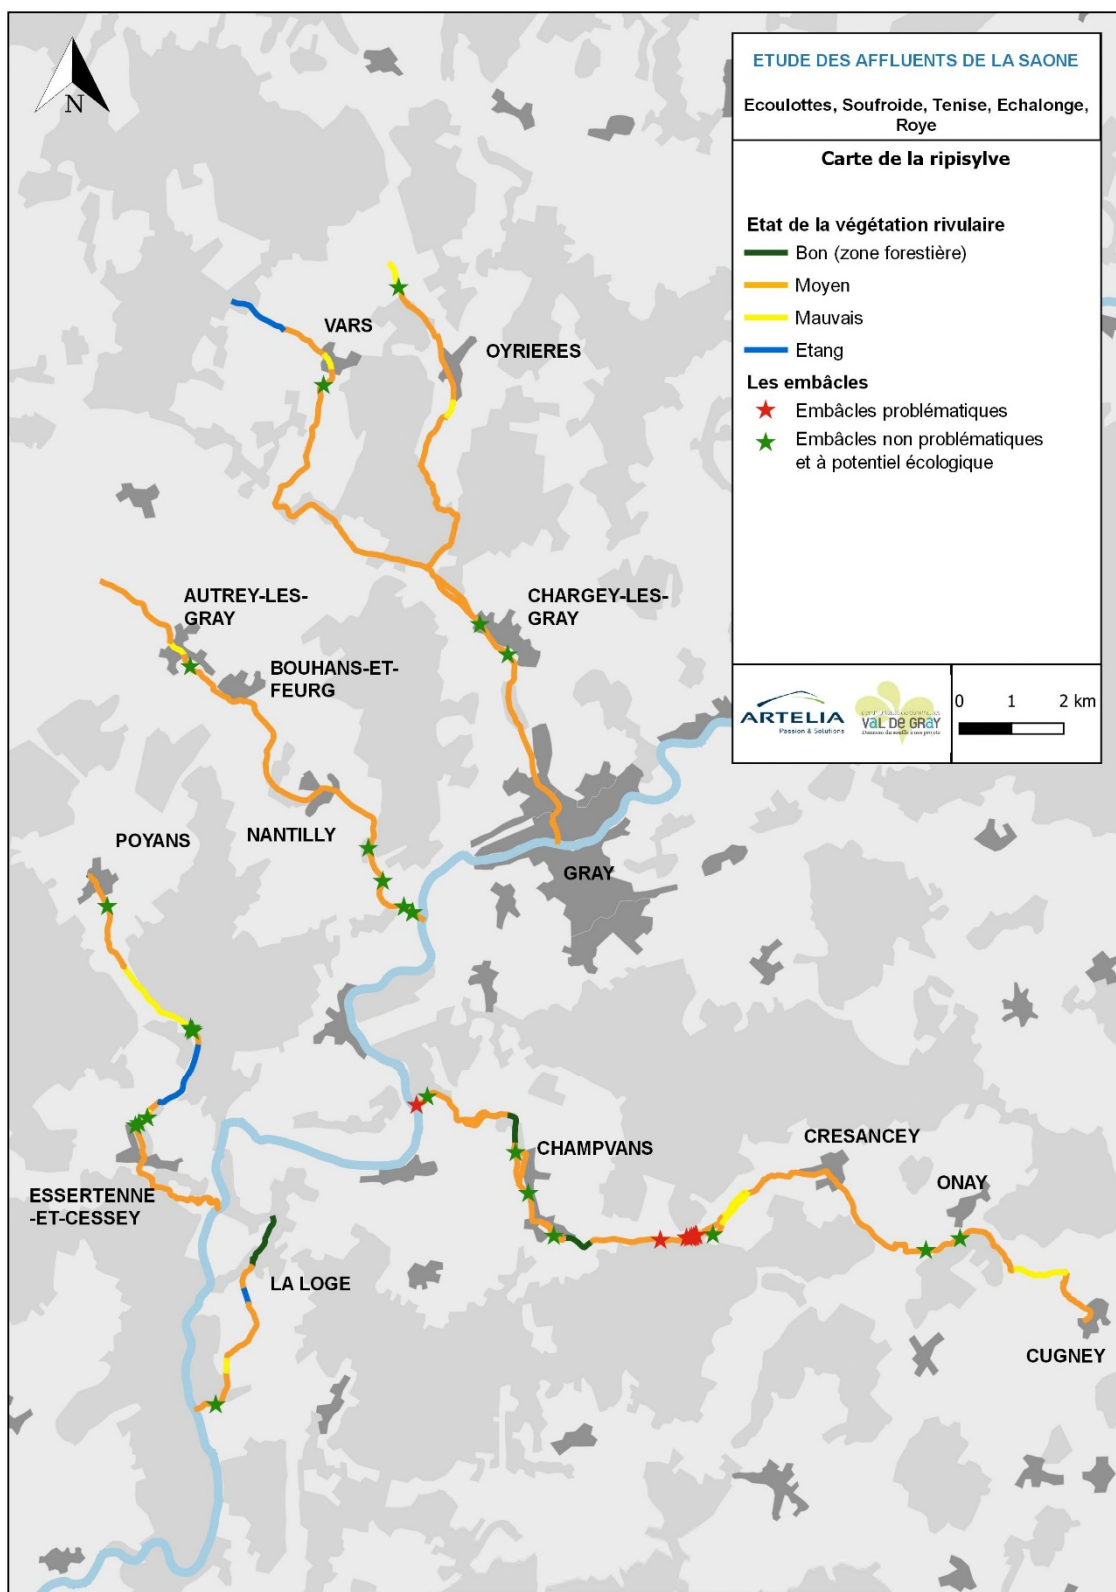 N
ETUDE DES AFFLUENTS DE LA SAONE
Ecoulottes, Soufroide, Tenise, Echalonge,
Roye
Carte de la ripisylve
Etat de la végétation rivulaire
Bon (zone forestière)
Moyen
Mauvais
Etang
Les embâcles
Embâcles problématiques
Embâcles non problématiques
et à potentiel écologique
ARTELIA
Passion & Solutions
VAL DE GRAY
0 1 2 km
VARS
OYRIERES
AUTREY-LES-
GRAY
CHARGEY-LES-
GRAY
BOUHANS-ET-
FEURG
NANTILLY
POYANS
GRAY
CHAMPVANS
CRESANCEY
ONAY
ESSERTENNE
-ET-CESSEY
LA LOGE
CUGNEY